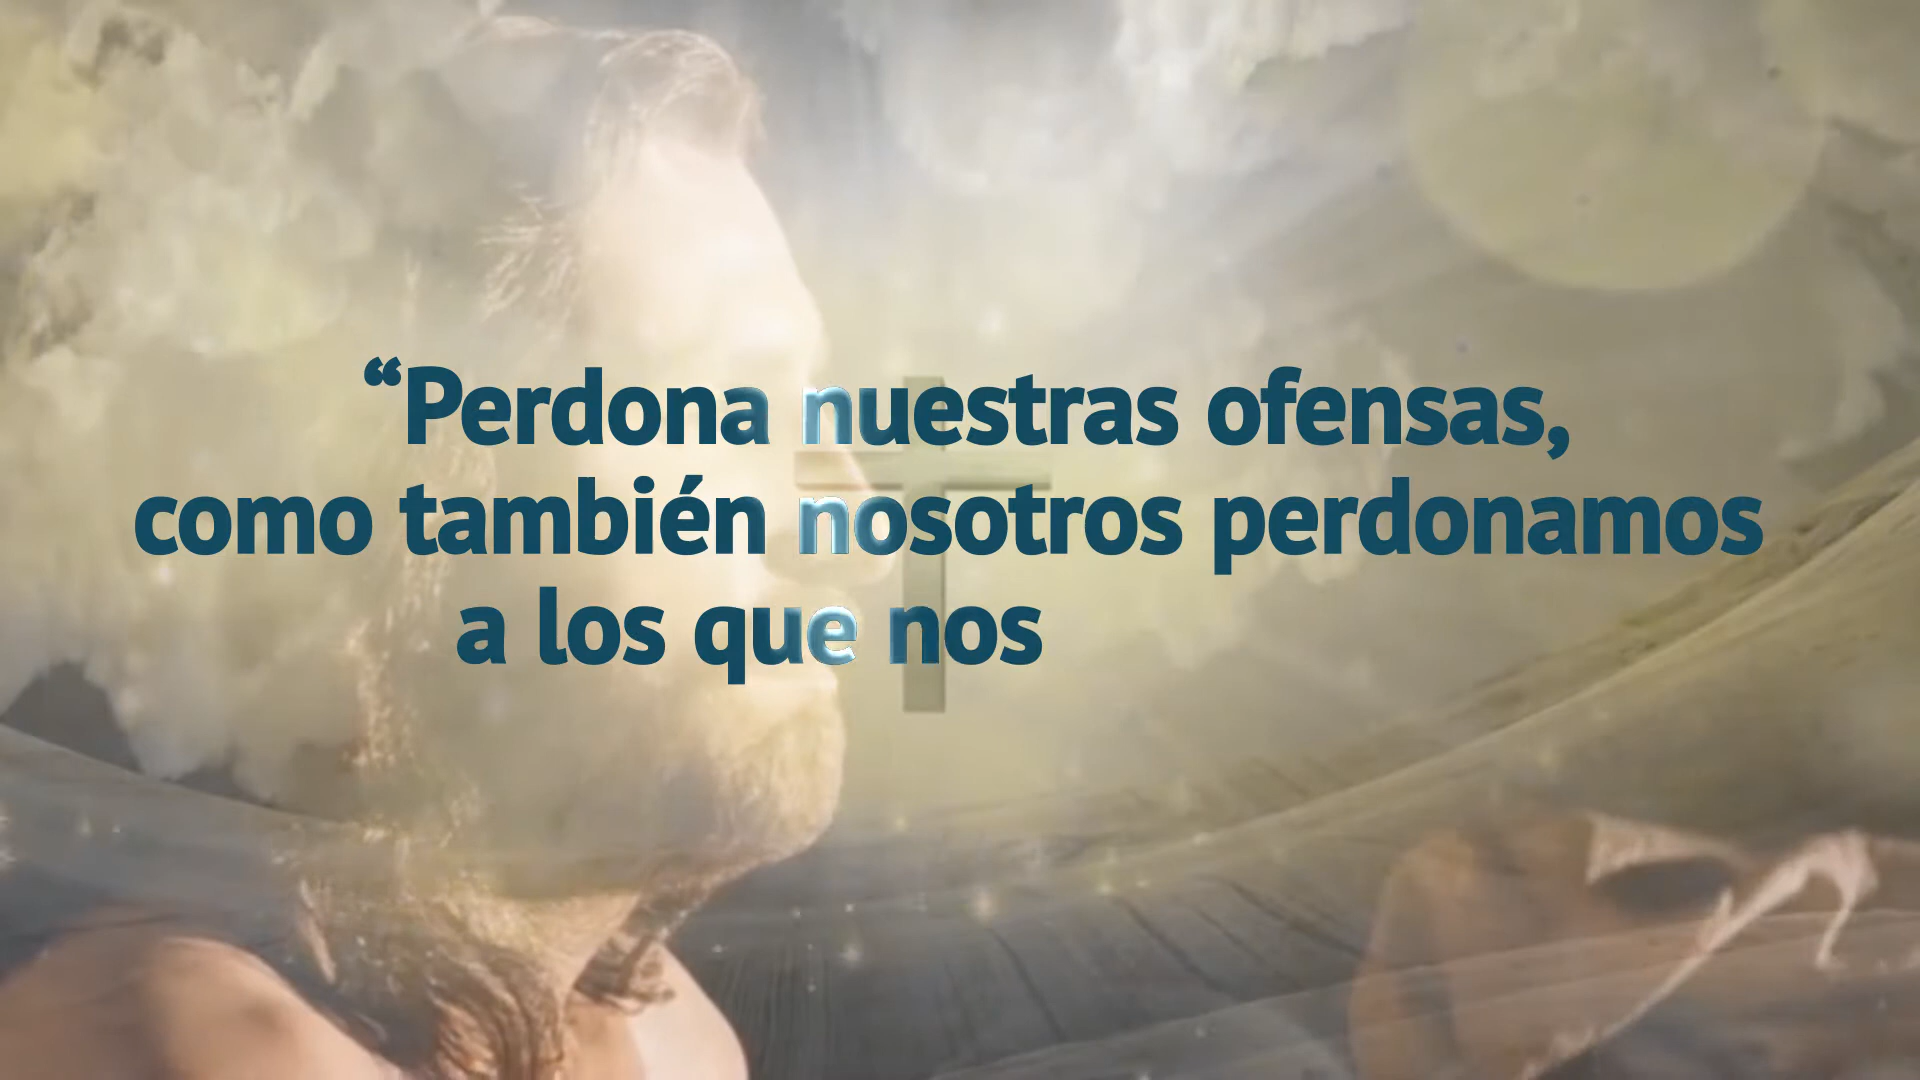 “Perdona nuestras ofensas,
como también nosotros perdonamos
a los que nos